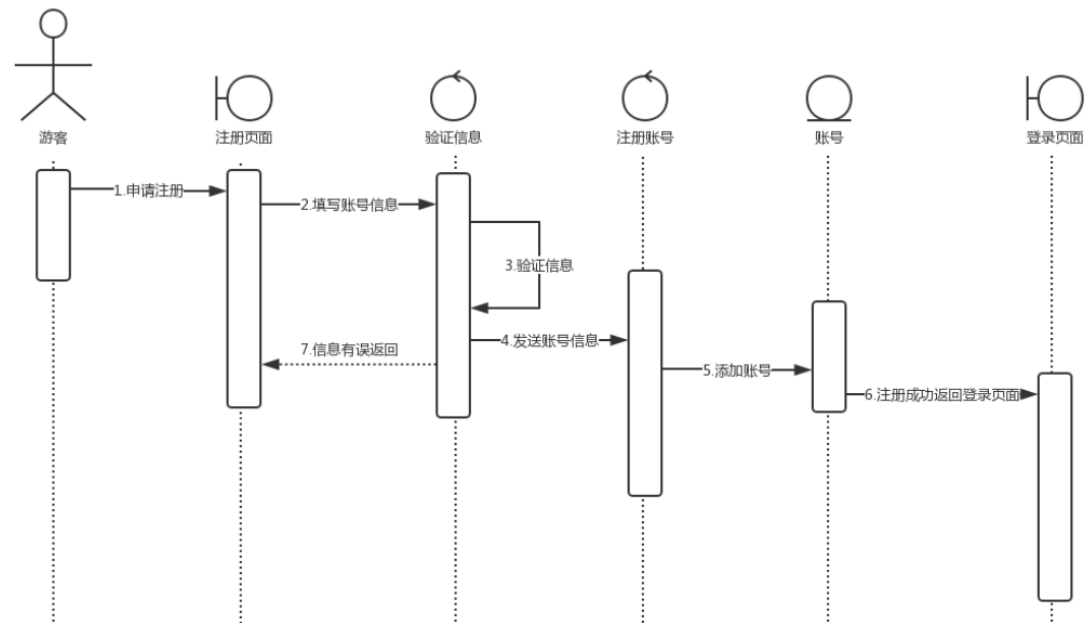 游客
注册页面
验证信息
注册账号
账号
登录页面
1.申请注册
2.填写账号信息
3.验证信息
4.发送账号信息
7.信息有误返回
5.添加账号
6.注册成功返回登录页面